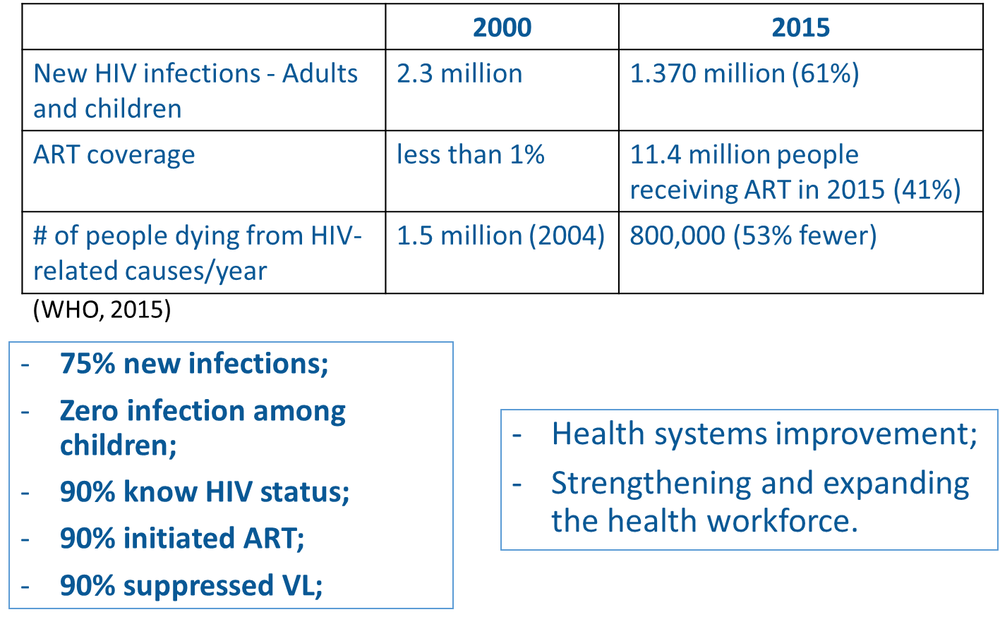 2000 2015
New HIV infections - Adults and children 2.3 million 1.370 million (61%)
ART coverage less than 1% 11.4 million people receiving ART in 2015 (41%)
# of people dying from HIV-related causes/year 1.5 million (2004) 800,000 (53% fewer)
(WHO, 2015)
- 75% new infections;
- Zero infection among
children;
- 90% know HIV status;
- 90% initiated ART;
- 90% suppressed VL;
- Health systems improvement;
- Strengthening and expanding
the health workforce.